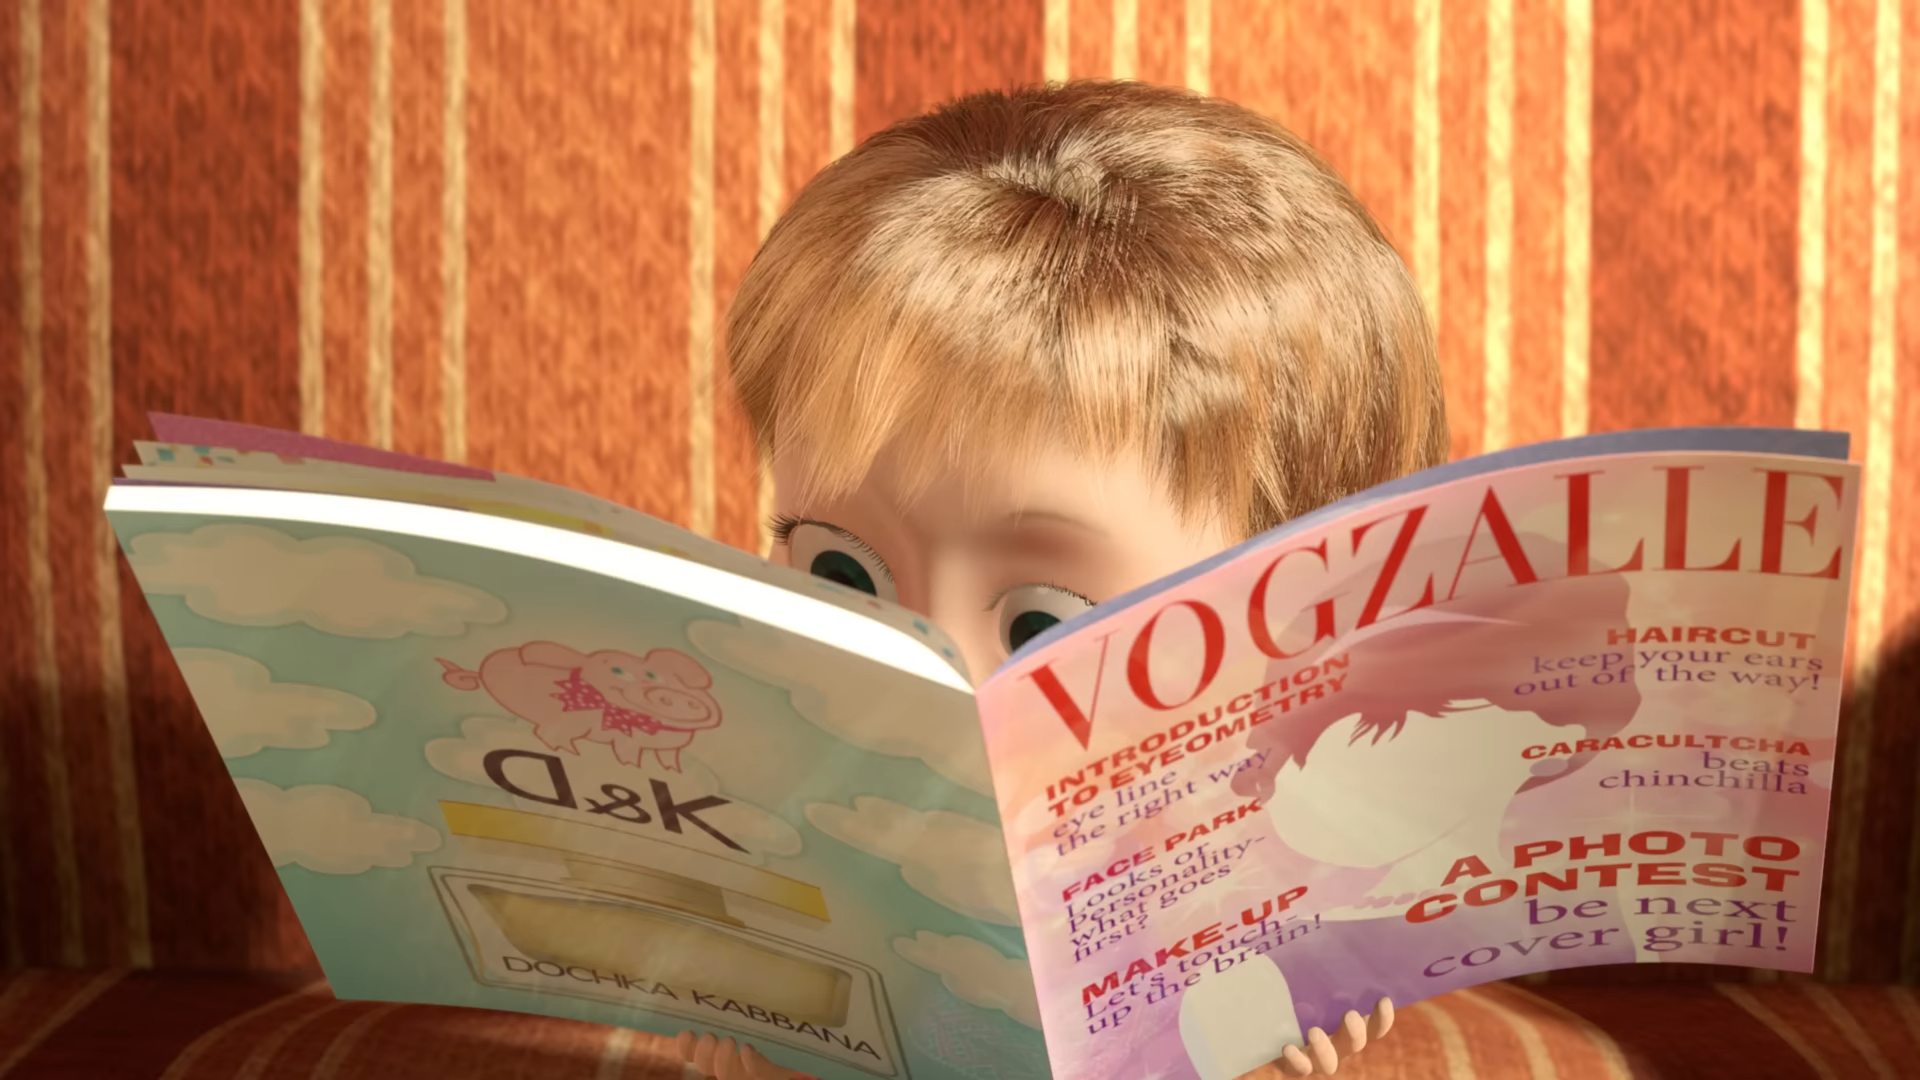 D&K
DOCHKA KABBANA
VOGZALLE
INTRODUCTION
TO EYEOMETRY
eye line
the right way
FACE PARK
Looks or
personality-
what goes
first?
MAKE-UP
Let's touch-
up the brain!
HAIRCUT
keep your ears
out of the way!
CARACULTCHA
beats
chinchilla
A PHOTO
CONTEST
be next
cover girl!